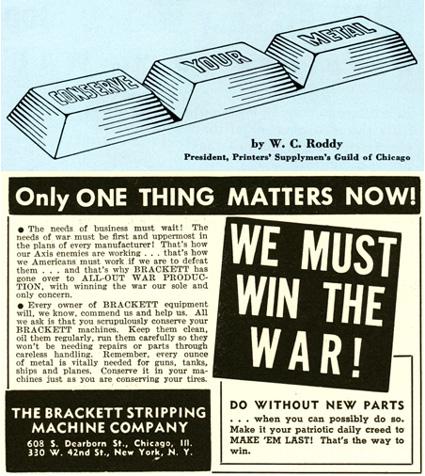 CONSERVE YOUR METAL
by W. C. Roddy
President, Printers' Supplymen's Guild of Chicago
Only ONE THING MATTERS NOW!
● The needs of business must wait! The
needs of war must be first and uppermost in
the plans of every manufacturer! That's how
our Axis enemies are working . . . that's how
we Americans must work if we are to defeat
them . . . and that's why BRACKETT has
gone over to ALL-OUT WAR PRODUC-
TION, with winning the war our sole and
only concern.
● Every owner of BRACKETT equipment
will, we know, commend us and help us. All
we ask is that you scrupulously conserve your
BRACKETT machines. Keep them clean,
oil them regularly, run them carefully so they
won't be needing repairs or parts through
careless handling. Remember, every ounce
of metal is vitally needed for guns, tanks,
ships and planes. Conserve it in your ma-
chines just as you are conserving your tires.
THE BRACKETT STRIPPING
MACHINE COMPANY
608 S. Dearborn St., Chicago, Ill.
330 W. 42nd St., New York, N. Y.
WE MUST
WIN THE
WAR!
DO WITHOUT NEW PARTS
. . . when you can possibly do so.
Make it your patriotic daily creed to
MAKE 'EM LAST! That's the way to
win.